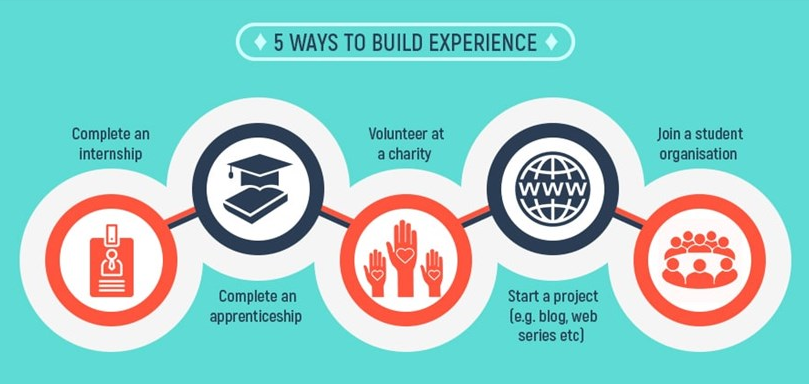 5 WAYS TO BUILD EXPERIENCE
Complete an
internship
Complete an
apprenticeship
Volunteer at
a charity
WWW
Start a project
(e.g. blog, web
series etc)
Join a student
organisation